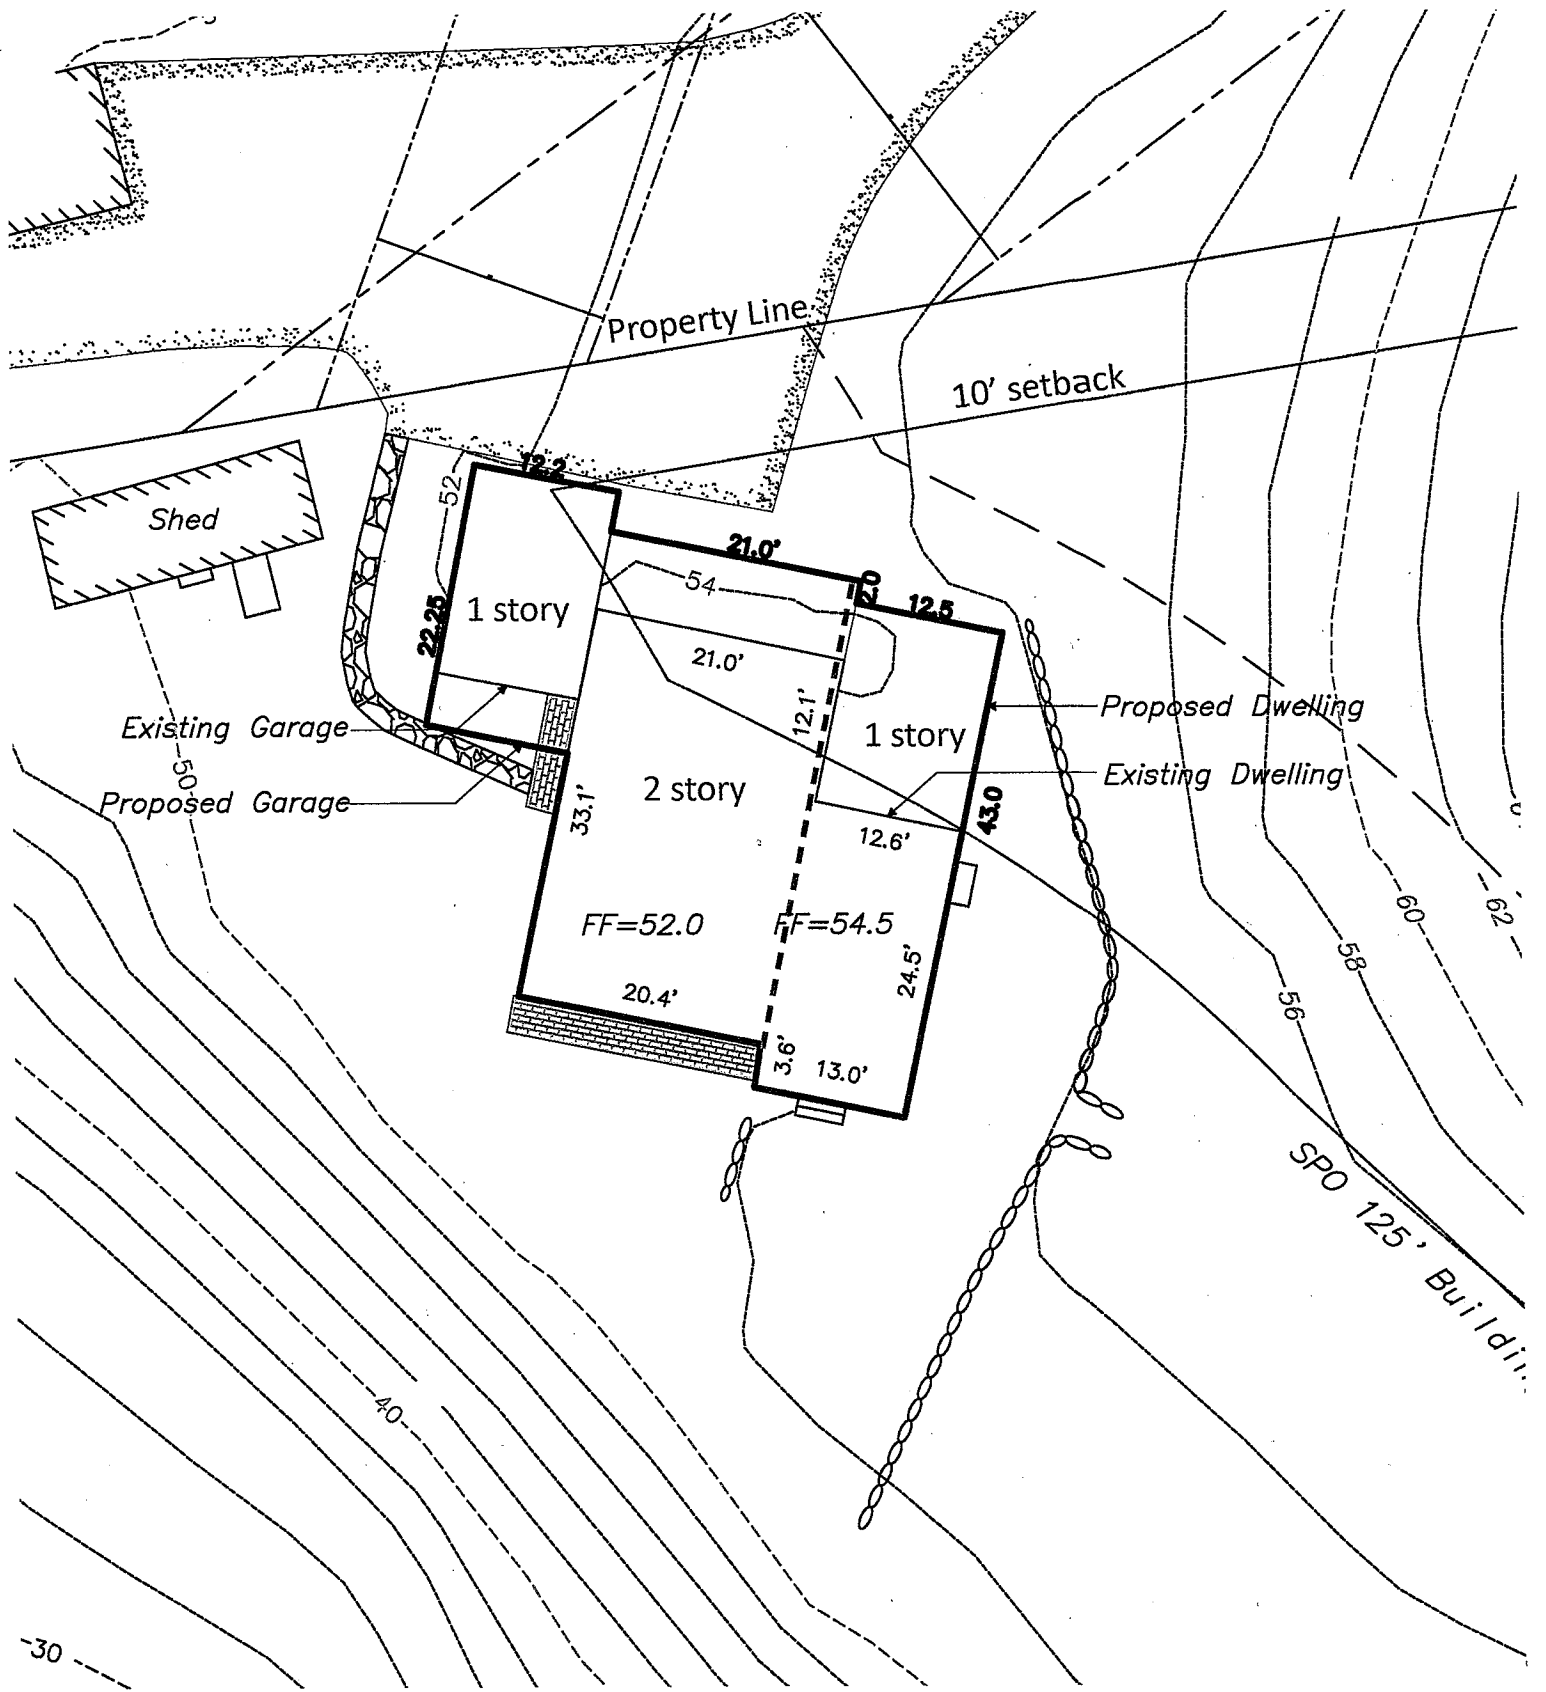 Property Line
10' setback
12.2
52
Shed
21.0'
2.0
12.5
54
1 story
22.25
21.0'
12.1'
Proposed Dwelling
Existing Garage
1 story
50
2 story
Existing Dwelling
Proposed Garage
33.1'
43.0
12.6'
60
62
FF=52.0
FF=54.5
58
24.5'
20.4'
56
3.6'
13.0'
SPO 125' Buildin
40
30